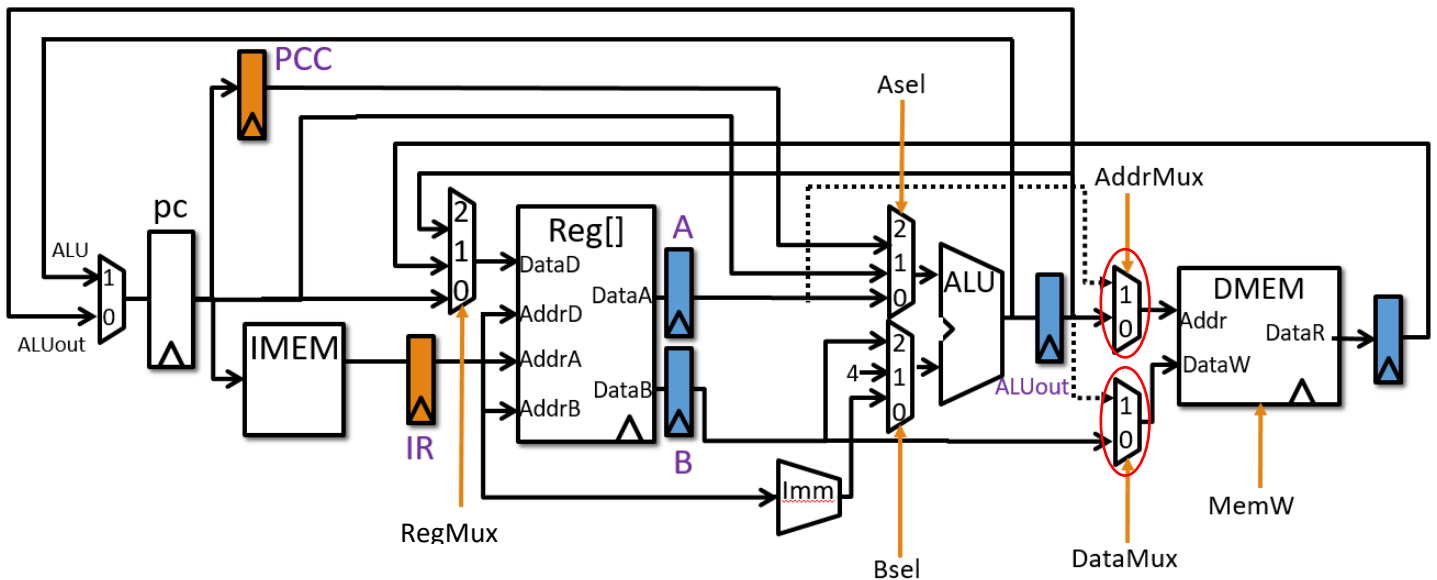 PCC
Asel
AddrMux
pc
2
1
0
Reg[]
A
DataD
DataA
AddrD
AddrA
DataB
AddrB
B
ALU
1
0
ALUout
IMEM
IR
RegMux
2
1
0
4
2
1
0
Imm
Bsel
ALU
ALUout
1
0
1
0
DataMux
DMEM
Addr
DataR
DataW
MemW